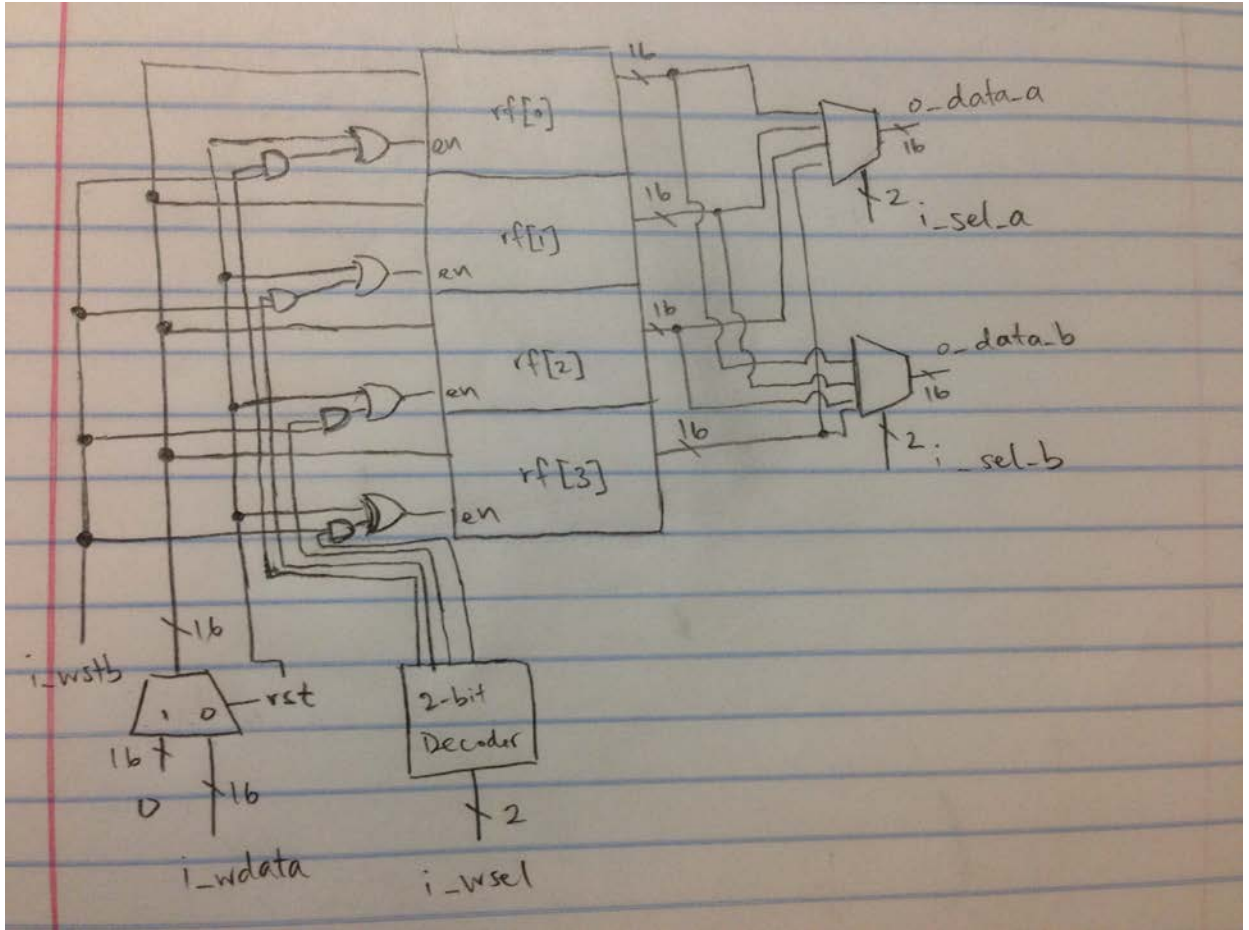 16
rf[0]
o_data_a
16
en
2
i_sel_a
16
rf[1]
en
16
o_data_b
16
rf[2]
en
16
2
i_sel_b
rf[3]
en
16
i_wstb
rst
1 0
2-bit
Decoder
16
0
16
2
i_wdata
i_wsel